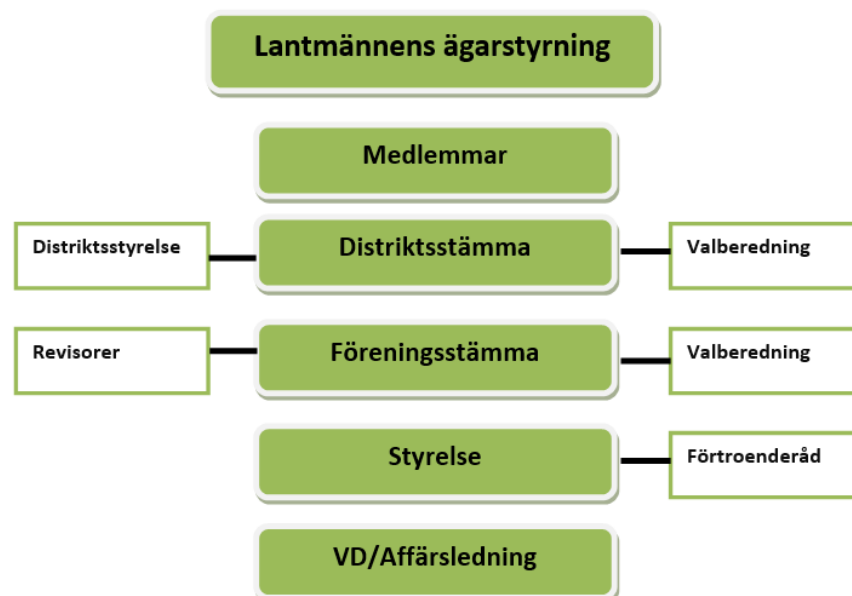 Lantmännens ägarstyrning
Medlemmar
Distriktsstyrelse
Distriktsstämma
Valberedning
Revisorer
Föreningsstämma
Valberedning
Styrelse
Förtroenderåd
VD/Affärsledning